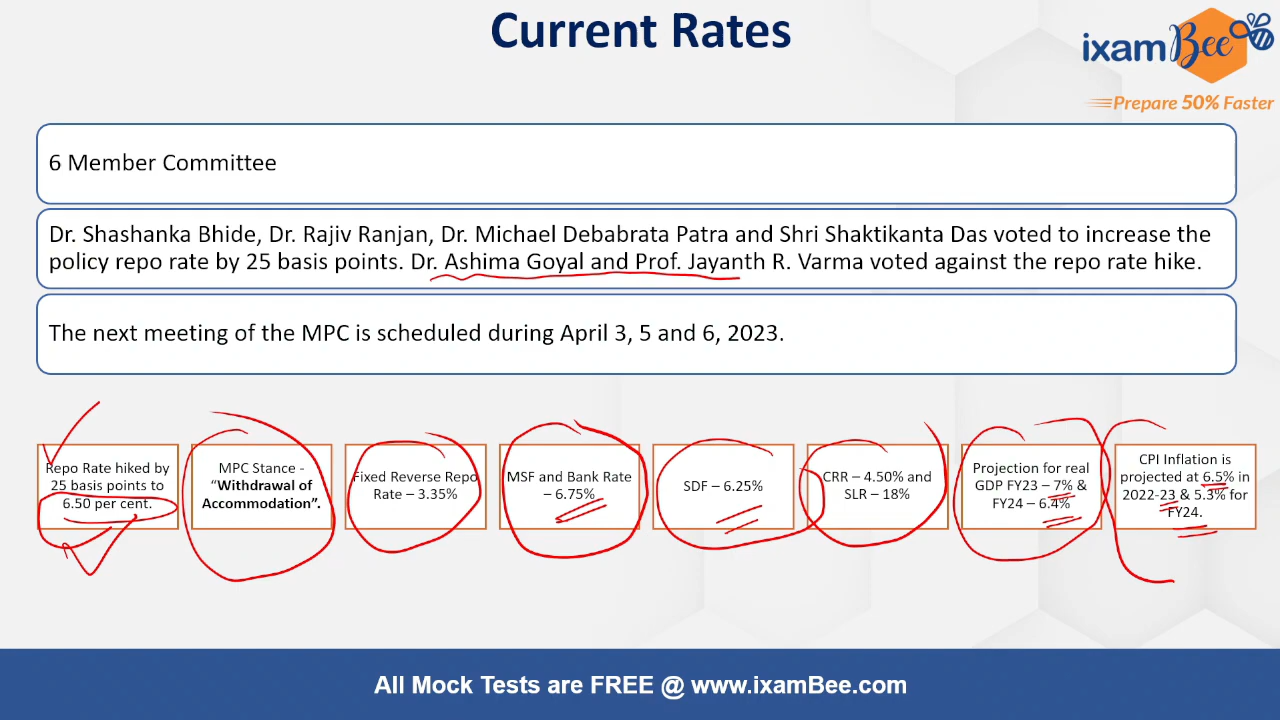 Current Rates
ixamBee
Prepare 50% Faster
6 Member Committee
Dr. Shashanka Bhide, Dr. Rajiv Ranjan, Dr. Michael Debabrata Patra and Shri Shaktikanta Das voted to increase the
policy repo rate by 25 basis points. Dr. Ashima Goyal and Prof. Jayanth R. Varma voted against the repo rate hike.
The next meeting of the MPC is scheduled during April 3, 5 and 6, 2023.
Repo Rate hiked by
25 basis points to
6.50 per cent.
MPC Stance -
“Withdrawal of
Accommodation”.
Fixed Reverse Repo
Rate – 3.35%
MSF and Bank Rate
– 6.75%
SDF – 6.25%
CRR – 4.50% and
SLR – 18%
Projection for real
GDP FY23 – 7% &
FY24 – 6.4%
CPI Inflation is
projected at 6.5% in
2022-23 & 5.3% for
FY24.
All Mock Tests are FREE @ www.ixamBee.com